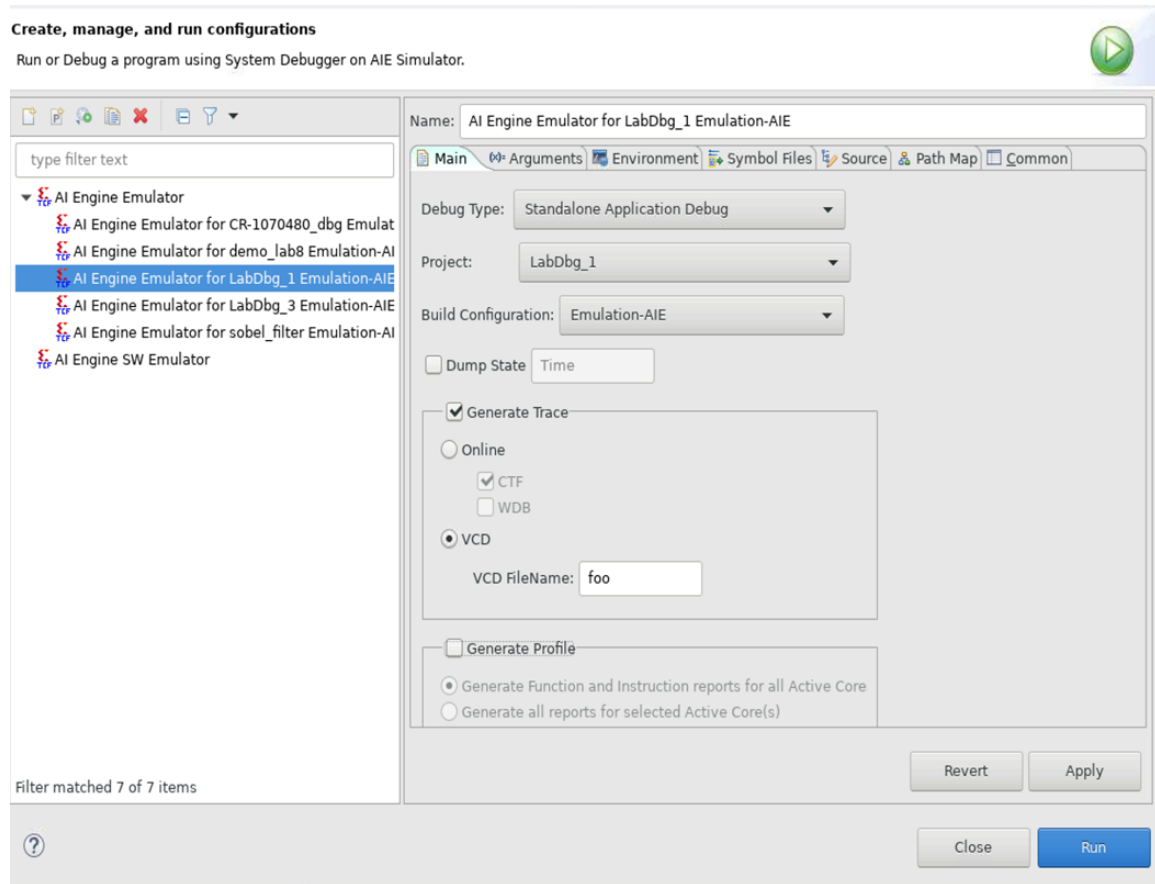 Create, manage, and run configurations
Run or Debug a program using System Debugger on AIE Simulator.
type filter text
AI Engine Emulator
AI Engine Emulator for CR-1070480_dbg Emulat
AI Engine Emulator for demo_lab8 Emulation-AI
AI Engine Emulator for LabDbg_1 Emulation-AIE
AI Engine Emulator for LabDbg_3 Emulation-AIE
AI Engine Emulator for sobel_filter Emulation-AI
AI Engine SW Emulator
Filter matched 7 of 7 items
Name: AI Engine Emulator for LabDbg_1 Emulation-AIE
Main (x)= Arguments Environment Symbol Files Source Path Map Common
Debug Type: Standalone Application Debug
Project: LabDbg_1
Build Configuration: Emulation-AIE
Dump State Time
Generate Trace
Online
CTF
WDB
VCD
VCD FileName: foo
Generate Profile
Generate Function and Instruction reports for all Active Core
Generate all reports for selected Active Core(s)
Revert Apply
? Close Run